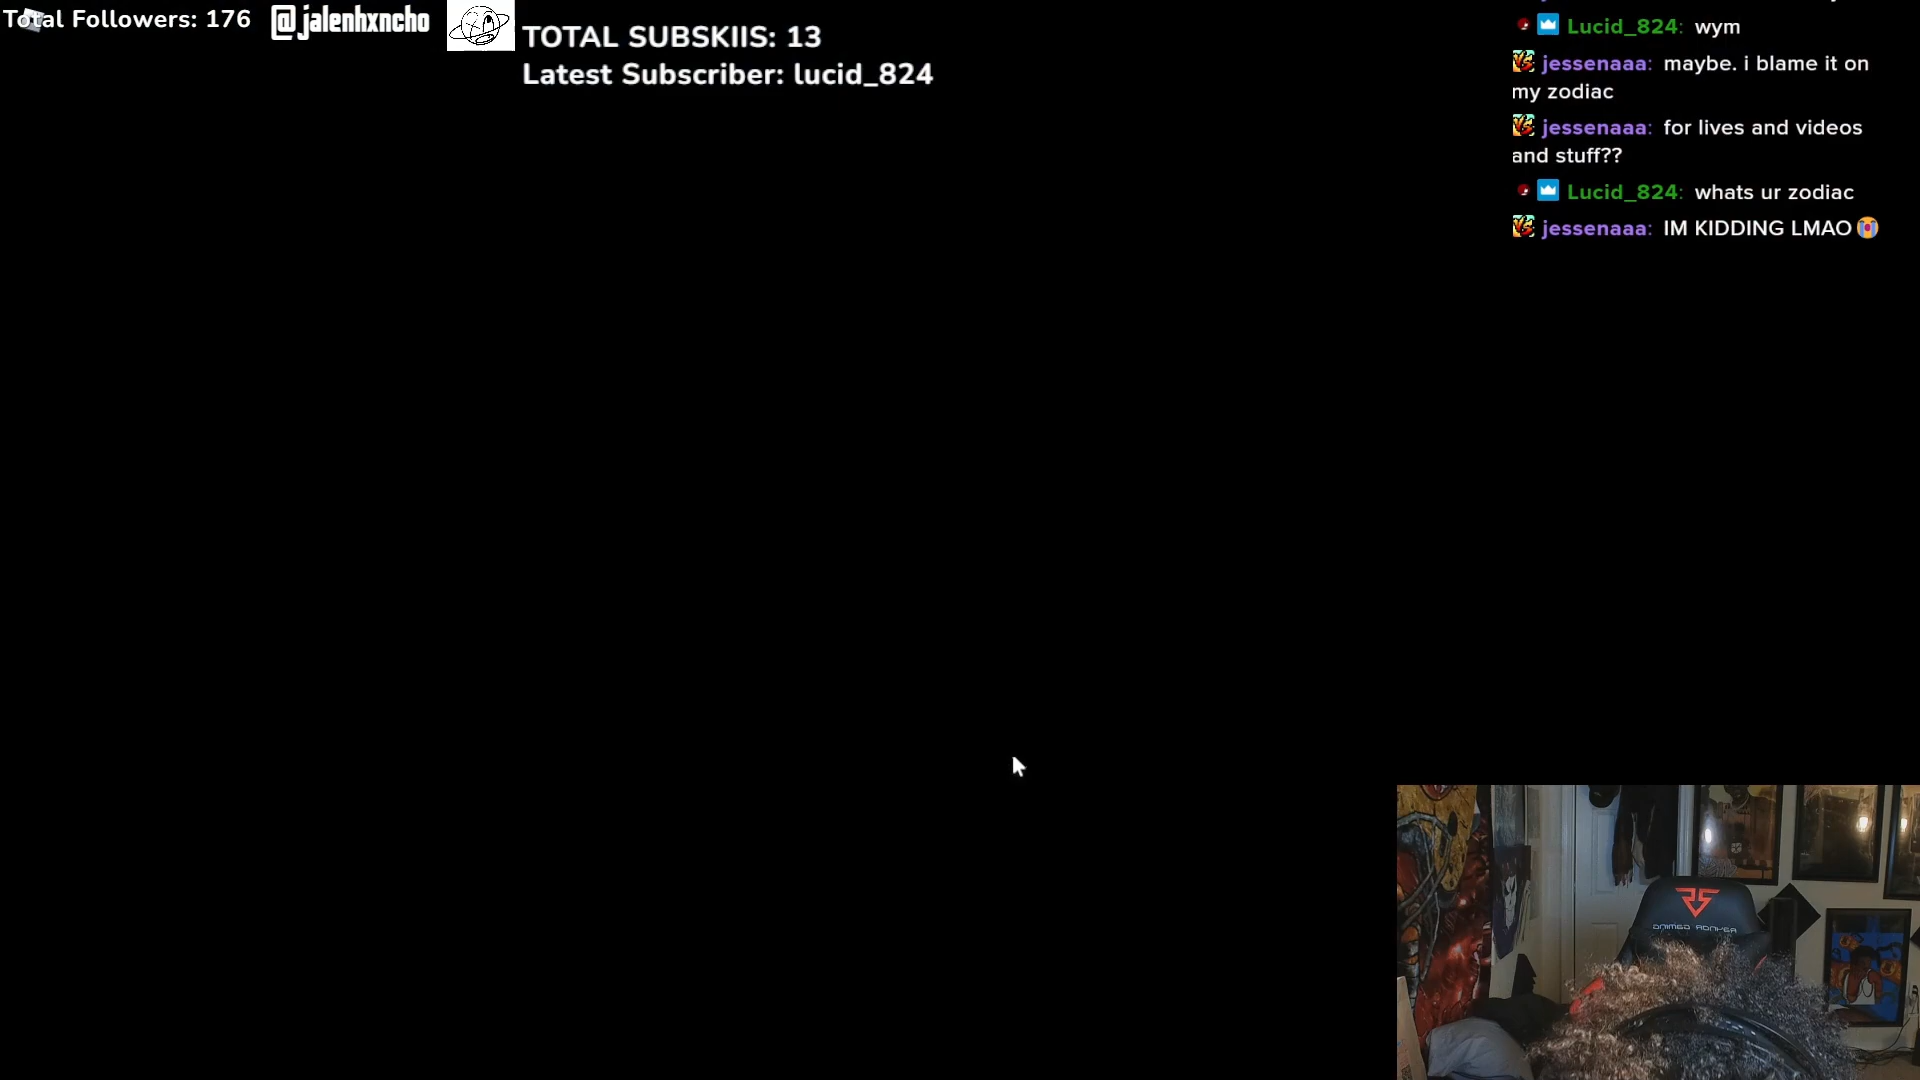 Total Followers: 176
@jalenhxncho
TOTAL SUBSKIIS: 13
Latest Subscriber: lucid_824
Lucid_824: wym
jessenaaa: maybe. i blame it on
my zodiac
jessenaaa: for lives and videos
and stuff??
Lucid_824: whats ur zodiac
jessenaaa: IM KIDDING LMAO😭